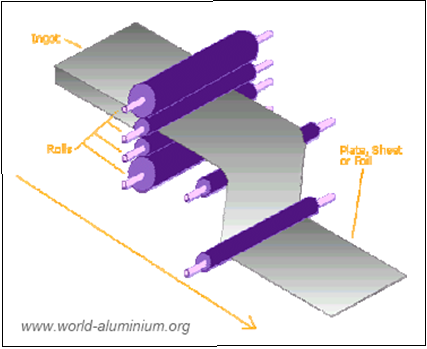 Ingot
Rolls
Plate, Sheet
or Foil
www.world-aluminium.org